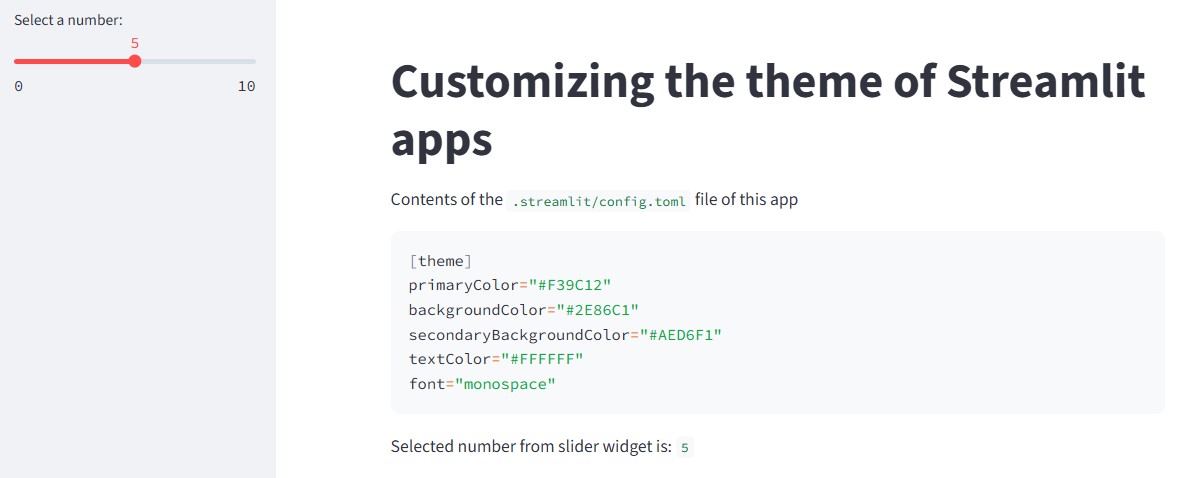 Select a number:
5
0
10
Customizing the theme of Streamlit
apps
Contents of the .streamlit/config.toml file of this app
[theme]
primaryColor="#F39C12"
backgroundColor="#2E86C1"
secondaryBackgroundColor="#AED6F1"
textColor="#FFFFFF"
font="monospace"
Selected number from slider widget is: 5